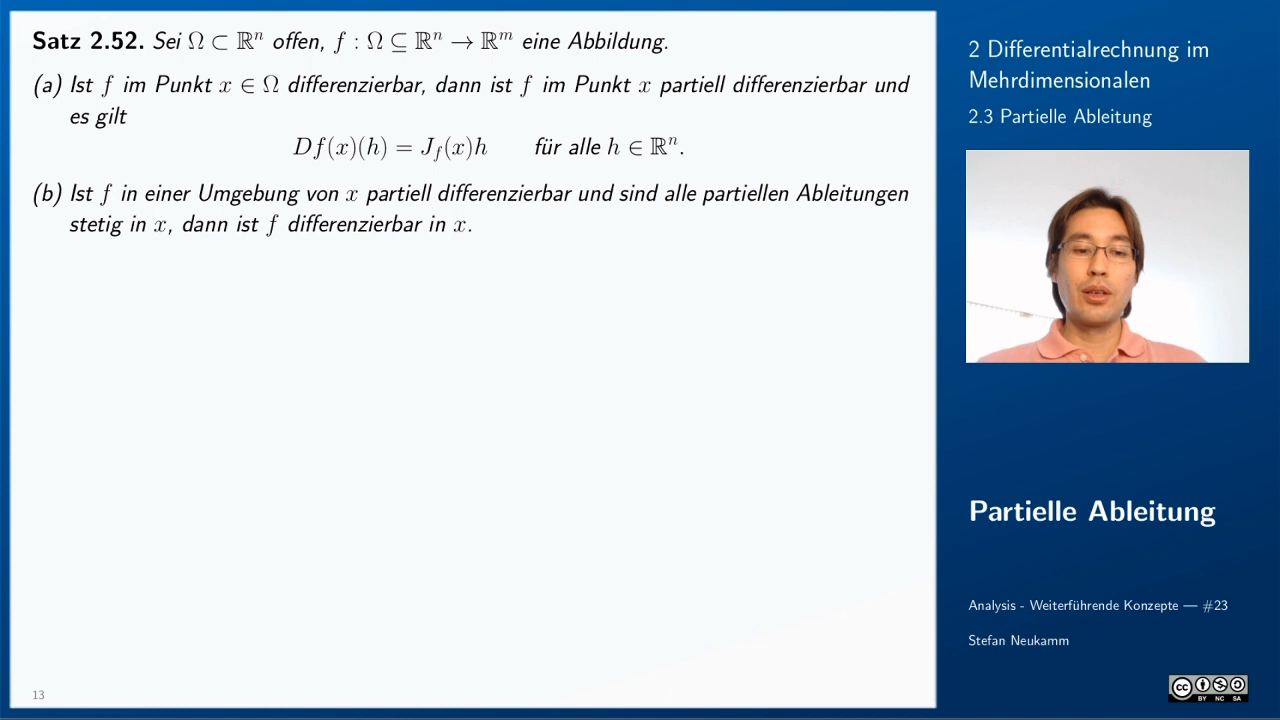 Satz 2.52. Sei Ω ⊂ ℝⁿ offen, f : Ω ⊆ ℝⁿ → ℝᵐ eine Abbildung.
(a) Ist f im Punkt x ∈ Ω differenzierbar, dann ist f im Punkt x partiell differenzierbar und
es gilt
Df(x)(h) = J_f(x)h für alle h ∈ ℝⁿ.
(b) Ist f in einer Umgebung von x partiell differenzierbar und sind alle partiellen Ableitungen
stetig in x, dann ist f differenzierbar in x.
13
2 Differentialrechnung im
Mehrdimensionalen
2.3 Partielle Ableitung
Partielle Ableitung
Analysis - Weiterführende Konzepte — #23
Stefan Neukamm
cc
BY NC SA